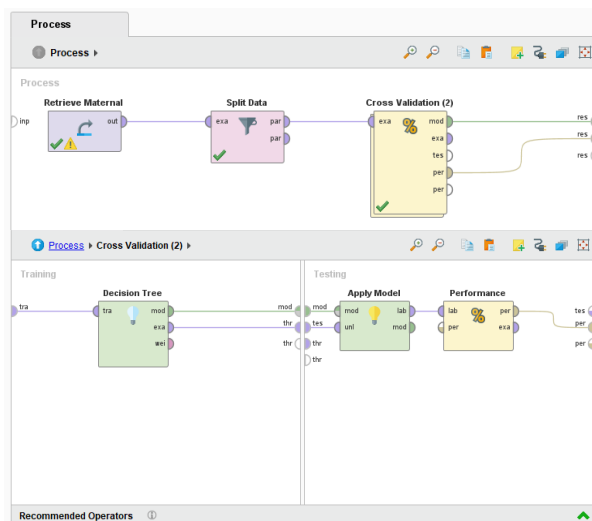 Process
Process
Process
Retrieve Maternal
Split Data
Cross Validation (2)
inp
out
exa
par
par
exa
mod
exa
tes
per
per
res
res
res
Process ▸ Cross Validation (2) ▸
Training
Testing
Decision Tree
Apply Model
Performance
tra
tra
mod
exa
wei
mod
thr
thr
mod
tes
thr
thr
mod
unl
lab
mod
lab
per
per
exa
tes
per
per
Recommended Operators